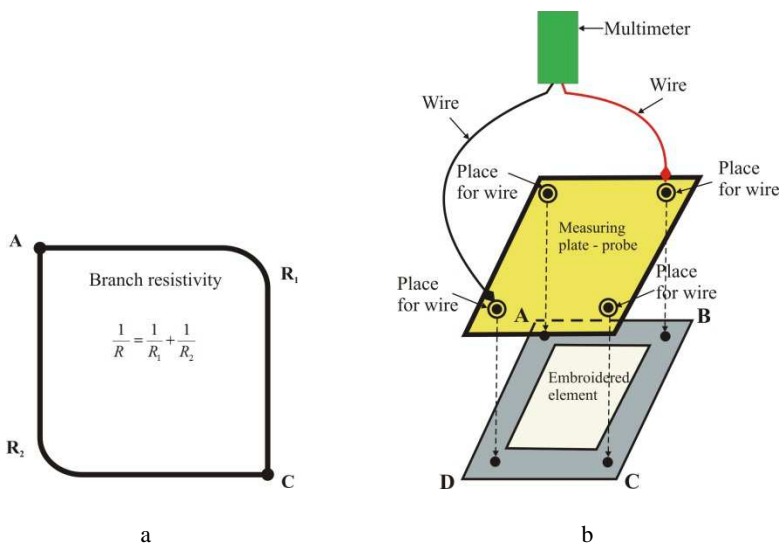 A
Branch resistivity
R₁
1/R = 1/R₁ + 1/R₂
R₂
C
a
Multimeter
Wire
Wire
Place
for wire
Place
for wire
Measuring
plate - probe
Place
for wire
Place
for wire
A
B
Embroidered
element
D
C
b